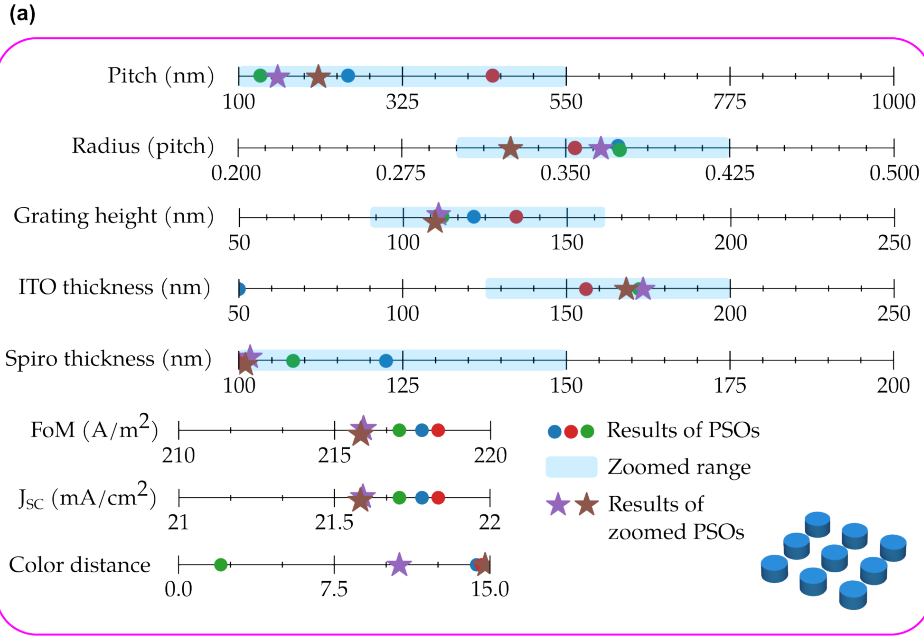 (a)
Pitch (nm)
100 325 550 775 1000
Radius (pitch)
0.200 0.275 0.350 0.425 0.500
Grating height (nm)
50 100 150 200 250
ITO thickness (nm)
50 100 150 200 250
Spiro thickness (nm)
100 125 150 175 200
FoM (A/m²)
210 215 220
Results of PSOs
Zoomed range
J_SC (mA/cm²)
21 21.5 22
Results of
zoomed PSOs
Color distance
0.0 7.5 15.0